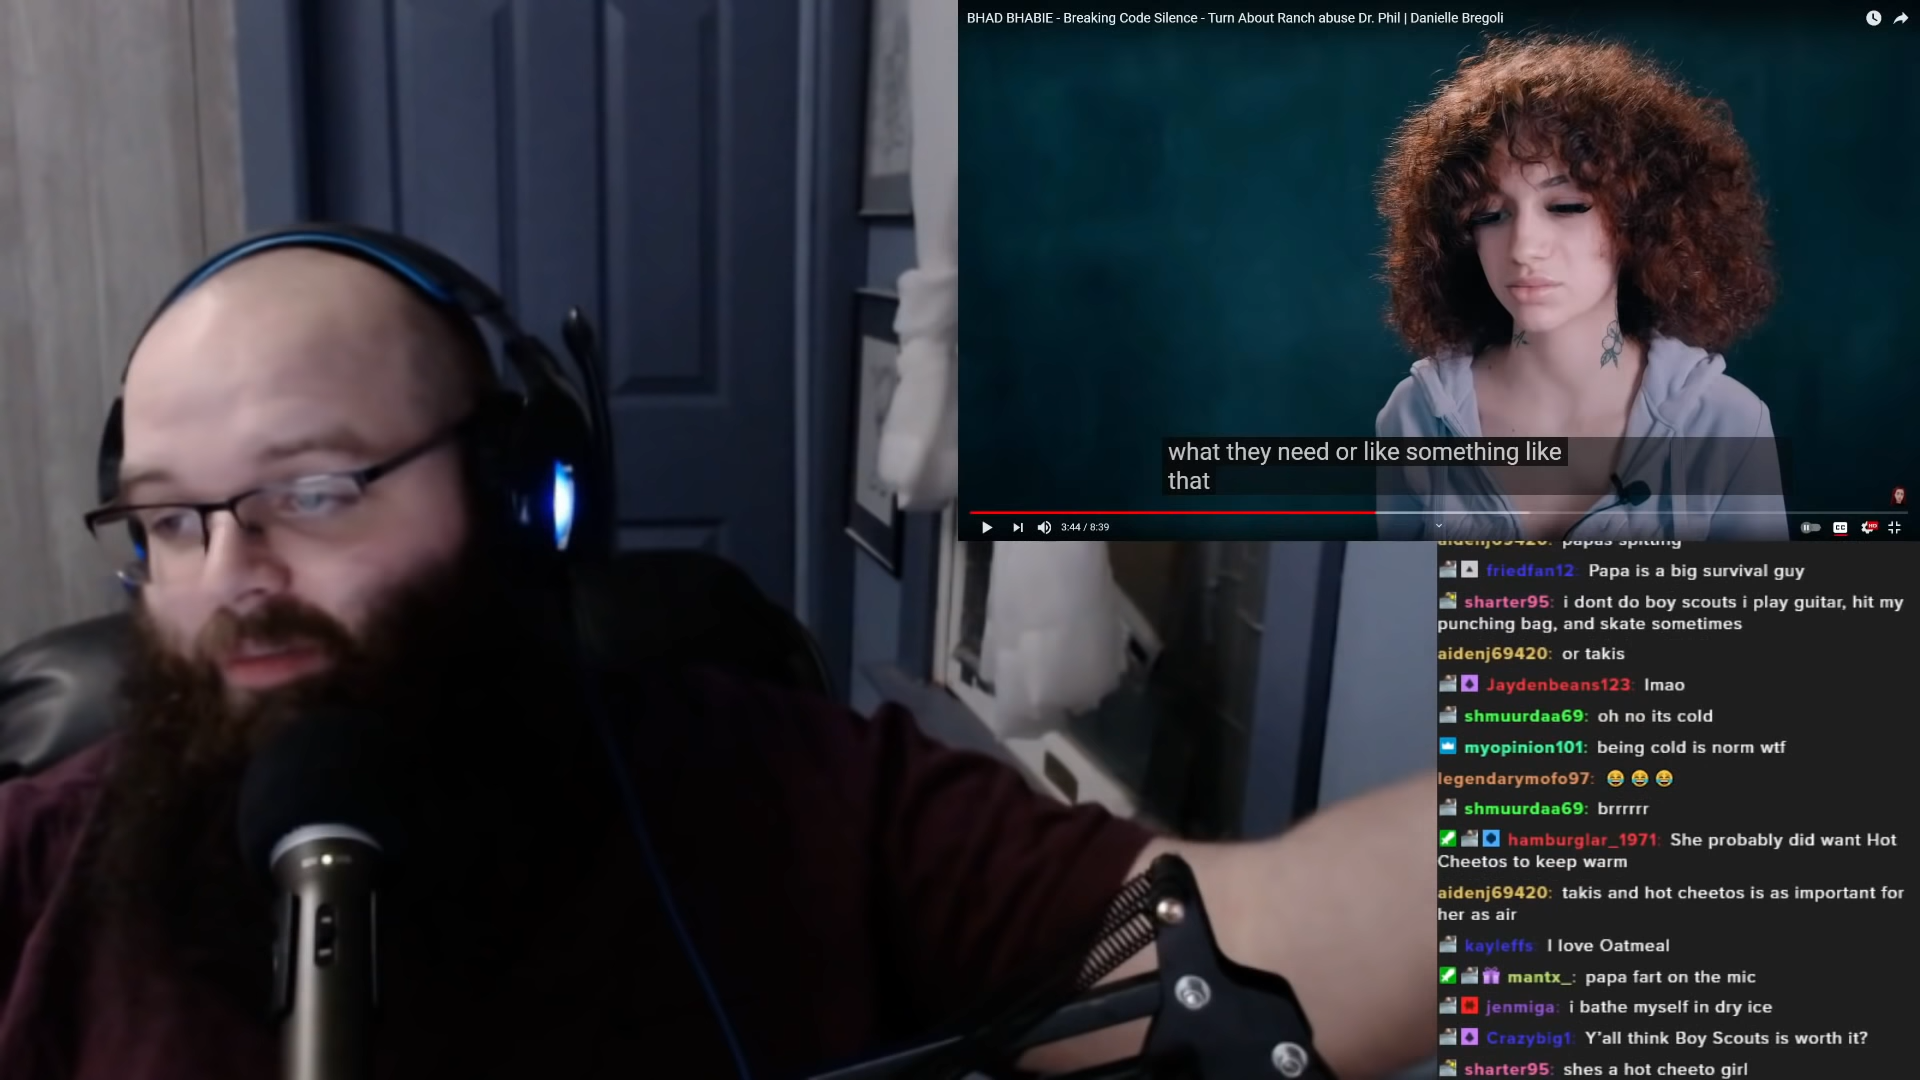 BHAD BHABIE - Breaking Code Silence - Turn About Ranch abuse Dr. Phil | Danielle Bregoli
what they need or like something like
that
3:44 / 8:39
CC
HD
aidenj69420: papas spitting
friedfan12: Papa is a big survival guy
sharter95: i dont do boy scouts i play guitar, hit my
punching bag, and skate sometimes
aidenj69420: or takis
Jaydenbeans123: lmao
shmuurdaa69: oh no its cold
myopinion101: being cold is norm wtf
legendarymofo97: 😂 😂 😂
shmuurdaa69: brrrrrr
hamburglar_1971: She probably did want Hot
Cheetos to keep warm
aidenj69420: takis and hot cheetos is as important for
her as air
kayleffs: I love Oatmeal
mantx_: papa fart on the mic
jenmiga: i bathe myself in dry ice
Crazybig1: Y'all think Boy Scouts is worth it?
sharter95: shes a hot cheeto girl